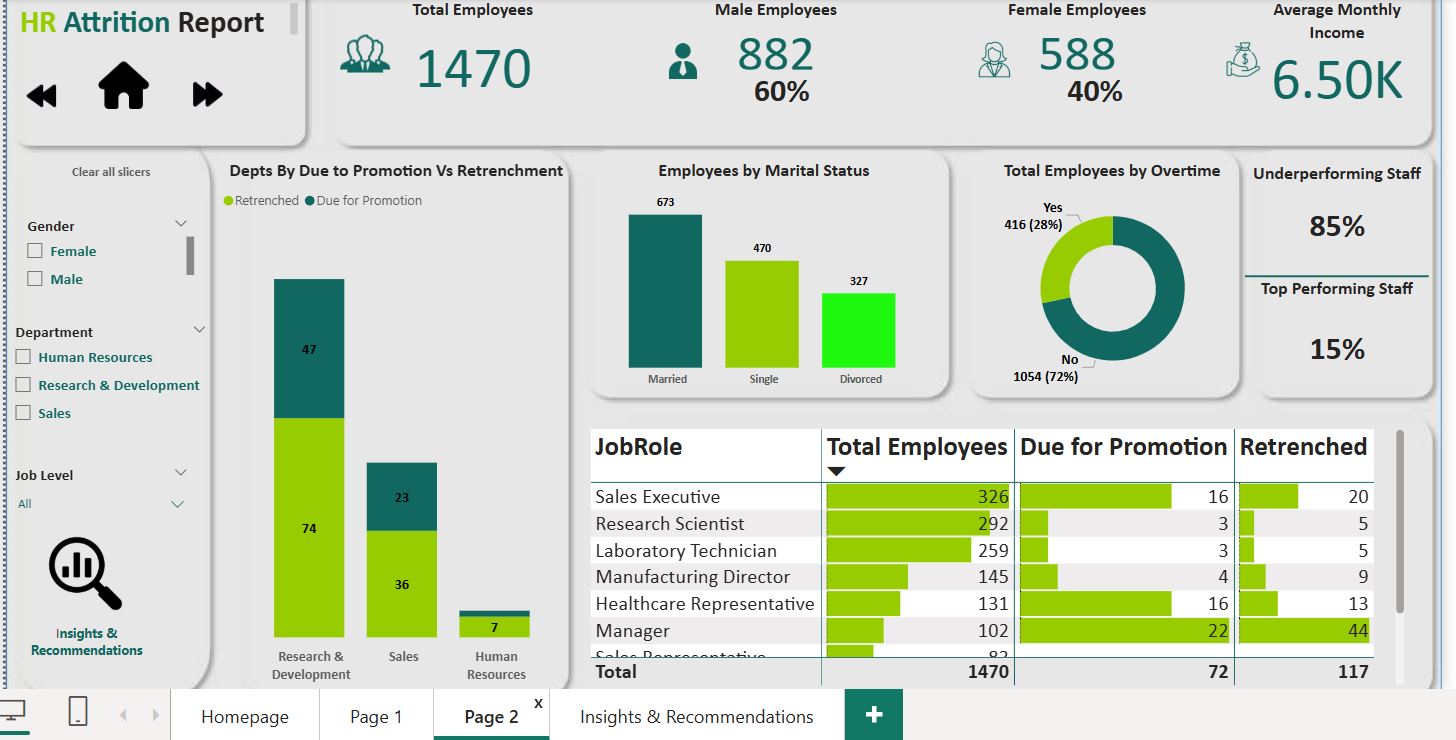 HR Attrition Report
Total Employees
1470
Male Employees
882
60%
Female Employees
588
40%
Average Monthly
Income
6.50K
Clear all slicers
Gender
Female
Male
Department
Human Resources
Research & Development
Sales
Job Level
All
Insights &
Recommendations
Depts By Due to Promotion Vs Retrenchment
Retrenched Due for Promotion
47
74
23
36
7
Research &
Development
Sales
Human
Resources
Employees by Marital Status
673
470
327
Married
Single
Divorced
Total Employees by Overtime
Yes
416 (28%)
No
1054 (72%)
Underperforming Staff
85%
Top Performing Staff
15%
JobRole Total Employees Due for Promotion Retrenched
Sales Executive 326 16 20
Research Scientist 292 3 5
Laboratory Technician 259 3 5
Manufacturing Director 145 4 9
Healthcare Representative 131 16 13
Manager 102 22 44
Sales Representative
Total 1470 72 117
Homepage
Page 1
Page 2
x
Insights & Recommendations
+